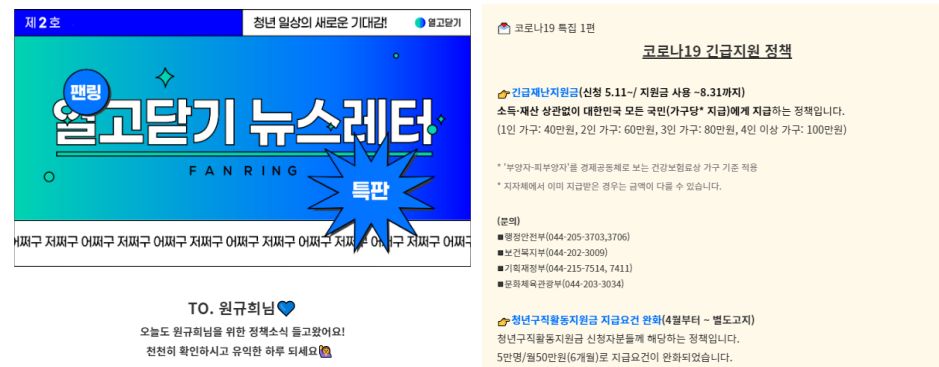 제2호
청년 일상의 새로운 기대감!
열고닫기
팬링
열고닫기 뉴스레터
FANRING
특판
어쩌구 저쩌구 어쩌구 저쩌구 어쩌구 저쩌구 어쩌구 저쩌구 어쩌구 저쩌구 어쩌구 저쩌구 어쩌구
TO. 원규희님💙
오늘도 원규희님을 위한 정책소식 들고왔어요!
천천히 확인하시고 유익한 하루 되세요🙋
코로나19 특집 1편
코로나19 긴급지원 정책
👉긴급재난지원금(신청 5.11~/ 지원금 사용 ~8.31까지)
소득·재산 상관없이 대한민국 모든 국민(가구당* 지급)에게 지급하는 정책입니다.
(1인 가구: 40만원, 2인 가구: 60만원, 3인 가구: 80만원, 4인 이상 가구: 100만원)
* '부양자-피부양자'를 경제공동체로 보는 건강보험료상 가구 기준 적용
* 지자체에서 이미 지급받은 경우는 금액이 다를 수 있습니다.
(문의)
■행정안전부(044-205-3703,3706)
■보건복지부(044-202-3009)
■기획재정부(044-215-7514, 7411)
■문화체육관광부(044-203-3034)
👉청년구직활동지원금 지급요건 완화(4월부터 ~ 별도고지)
청년구직활동지원금 신청자분들께 해당하는 정책입니다.
5만명/월50만원(6개월)로 지급요건이 완화되었습니다.